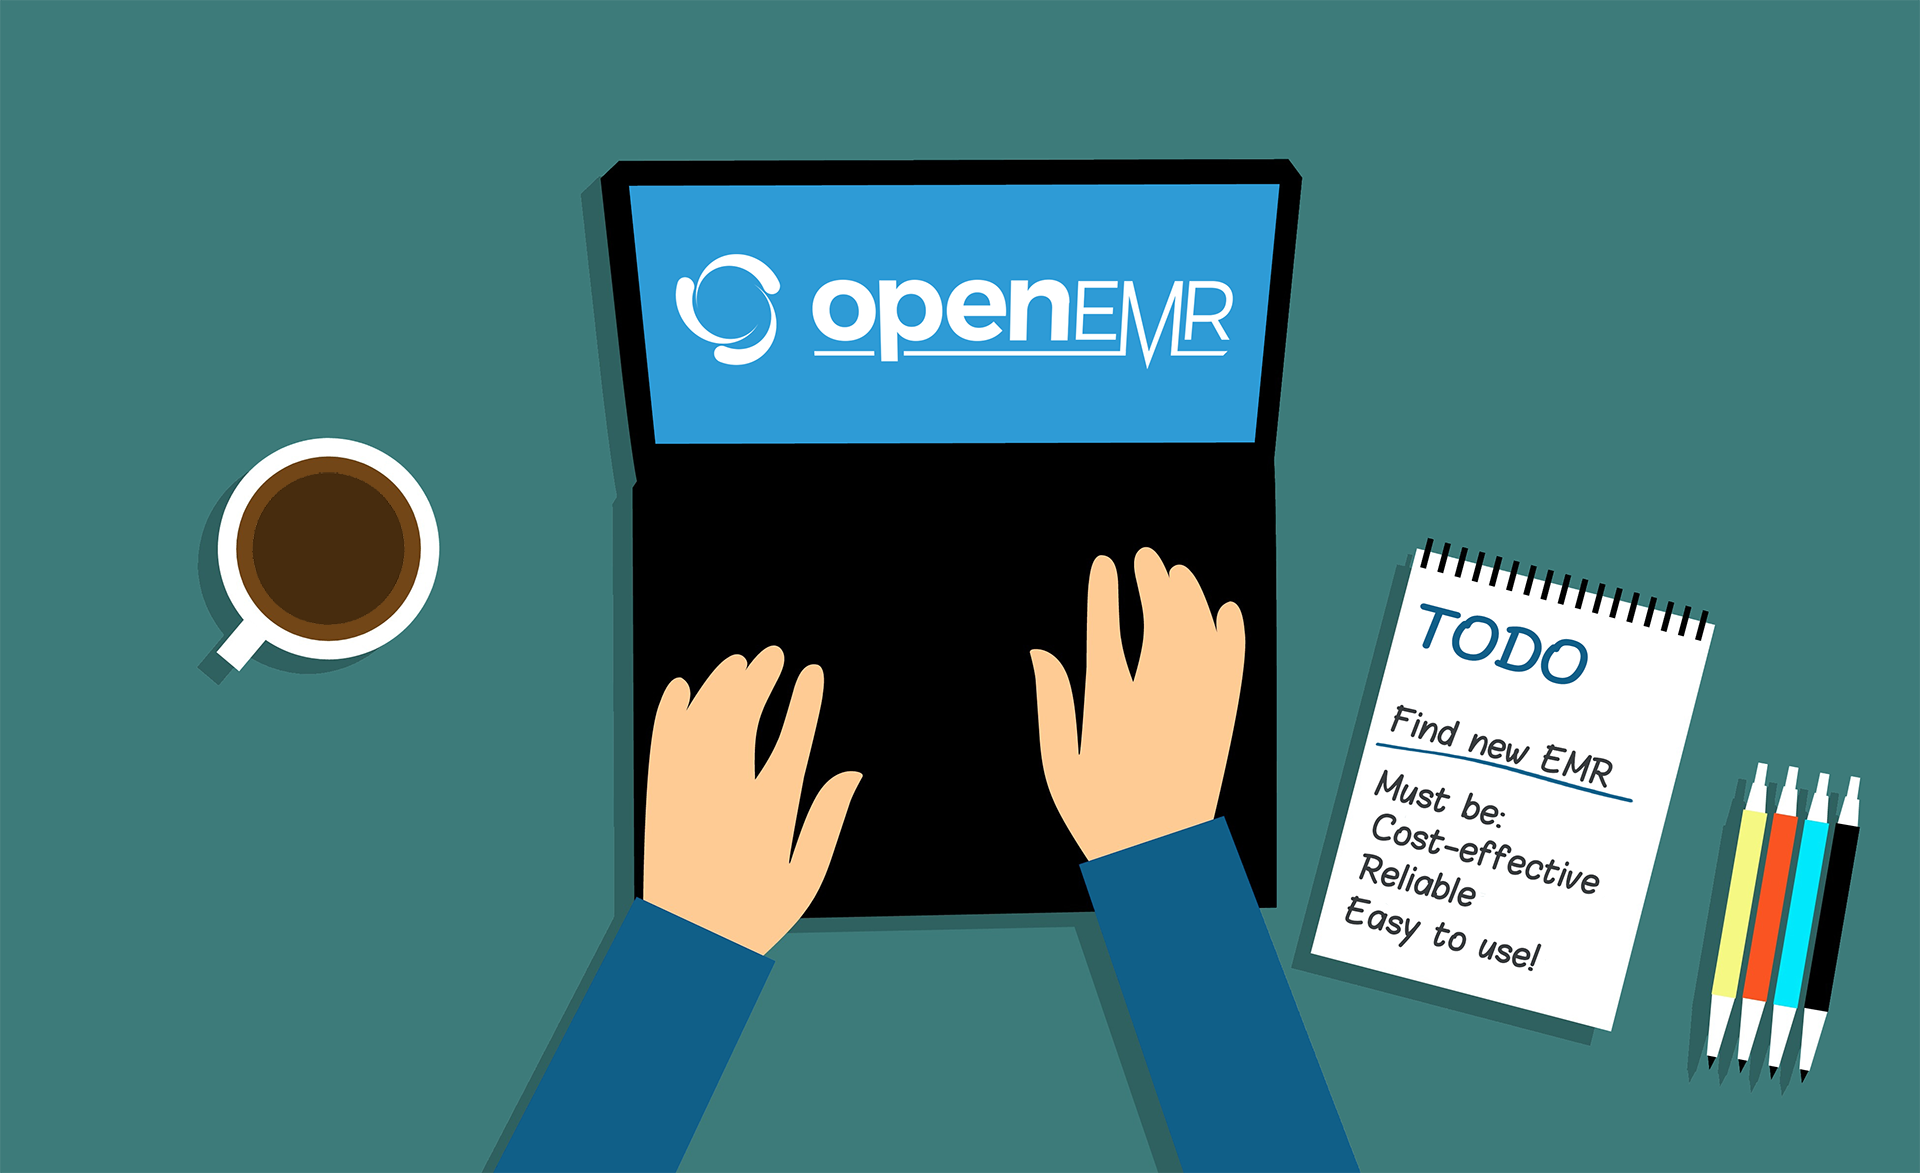 openEMR
TODO
Find new EMR
Must be:
Cost-effective
Reliable
Easy to use!